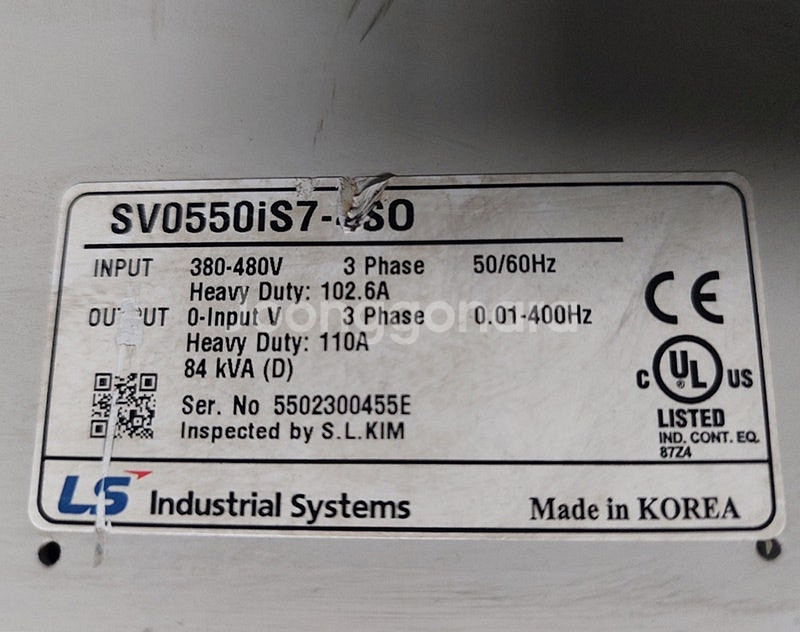 SV0550iS7-4SO
INPUT 380-480V 3 Phase 50/60Hz
Heavy Duty: 102.6A
OUTPUT 0-Input V 3 Phase 0.01-400Hz
Heavy Duty: 110A
84 kVA (D)
Ser. No 5502300455E
Inspected by S.L.KIM
CE
C UL US
®
LISTED
IND. CONT. EQ.
87Z4
LS Industrial Systems
Made in KOREA